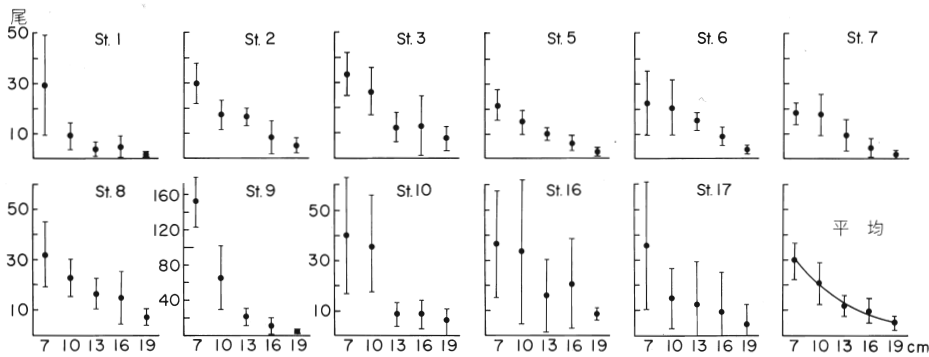 尾
50
30
10
St. 1
St. 2
St. 3
St. 5
St. 6
St. 7
50
30
10
St. 8
160
120
80
40
St. 9
50
30
10
St. 10
St. 16
St. 17
平 均
7 10 13 16 19
7 10 13 16 19
7 10 13 16 19
7 10 13 16 19
7 10 13 16 19
7 10 13 16 19 cm